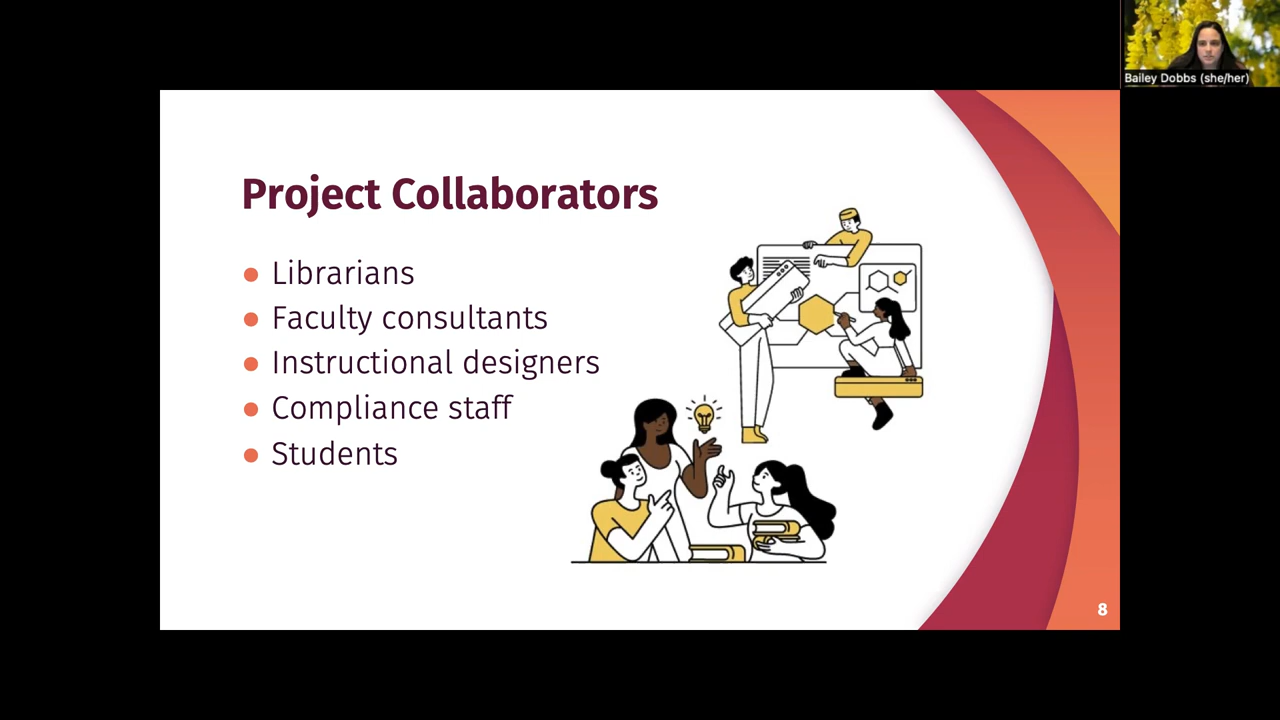 Bailey Dobbs (she/her)
Project Collaborators
Librarians
Faculty consultants
Instructional designers
Compliance staff
Students
8